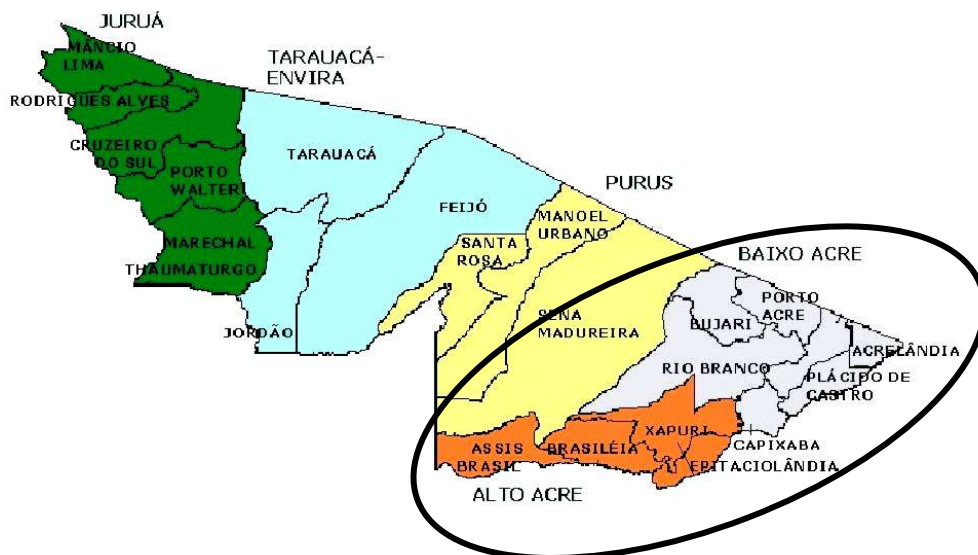 JURUÁ
MÂNCIO
LIMA
RODRIGUES ALVES
CRUZEIRO
DO SUL
PORTO
WALTER
MARECHAL
THAUMATURGO
TARAUACÁ-
ENVIRA
TARAUACÁ
FEIJÓ
JORDÃO
PURUS
MANOEL
URBANO
SANTA
ROSA
SENA
MADUREIRA
BAIXO ACRE
PORTO
ACRE
BUJARI
ACRELÂNDIA
RIO BRANCO
PLÁCIDO DE
CASTRO
CAPIXABA
XAPURI
ASSIS
BRASIL
BRASILÉIA
EPITACIOLÂNDIA
ALTO ACRE